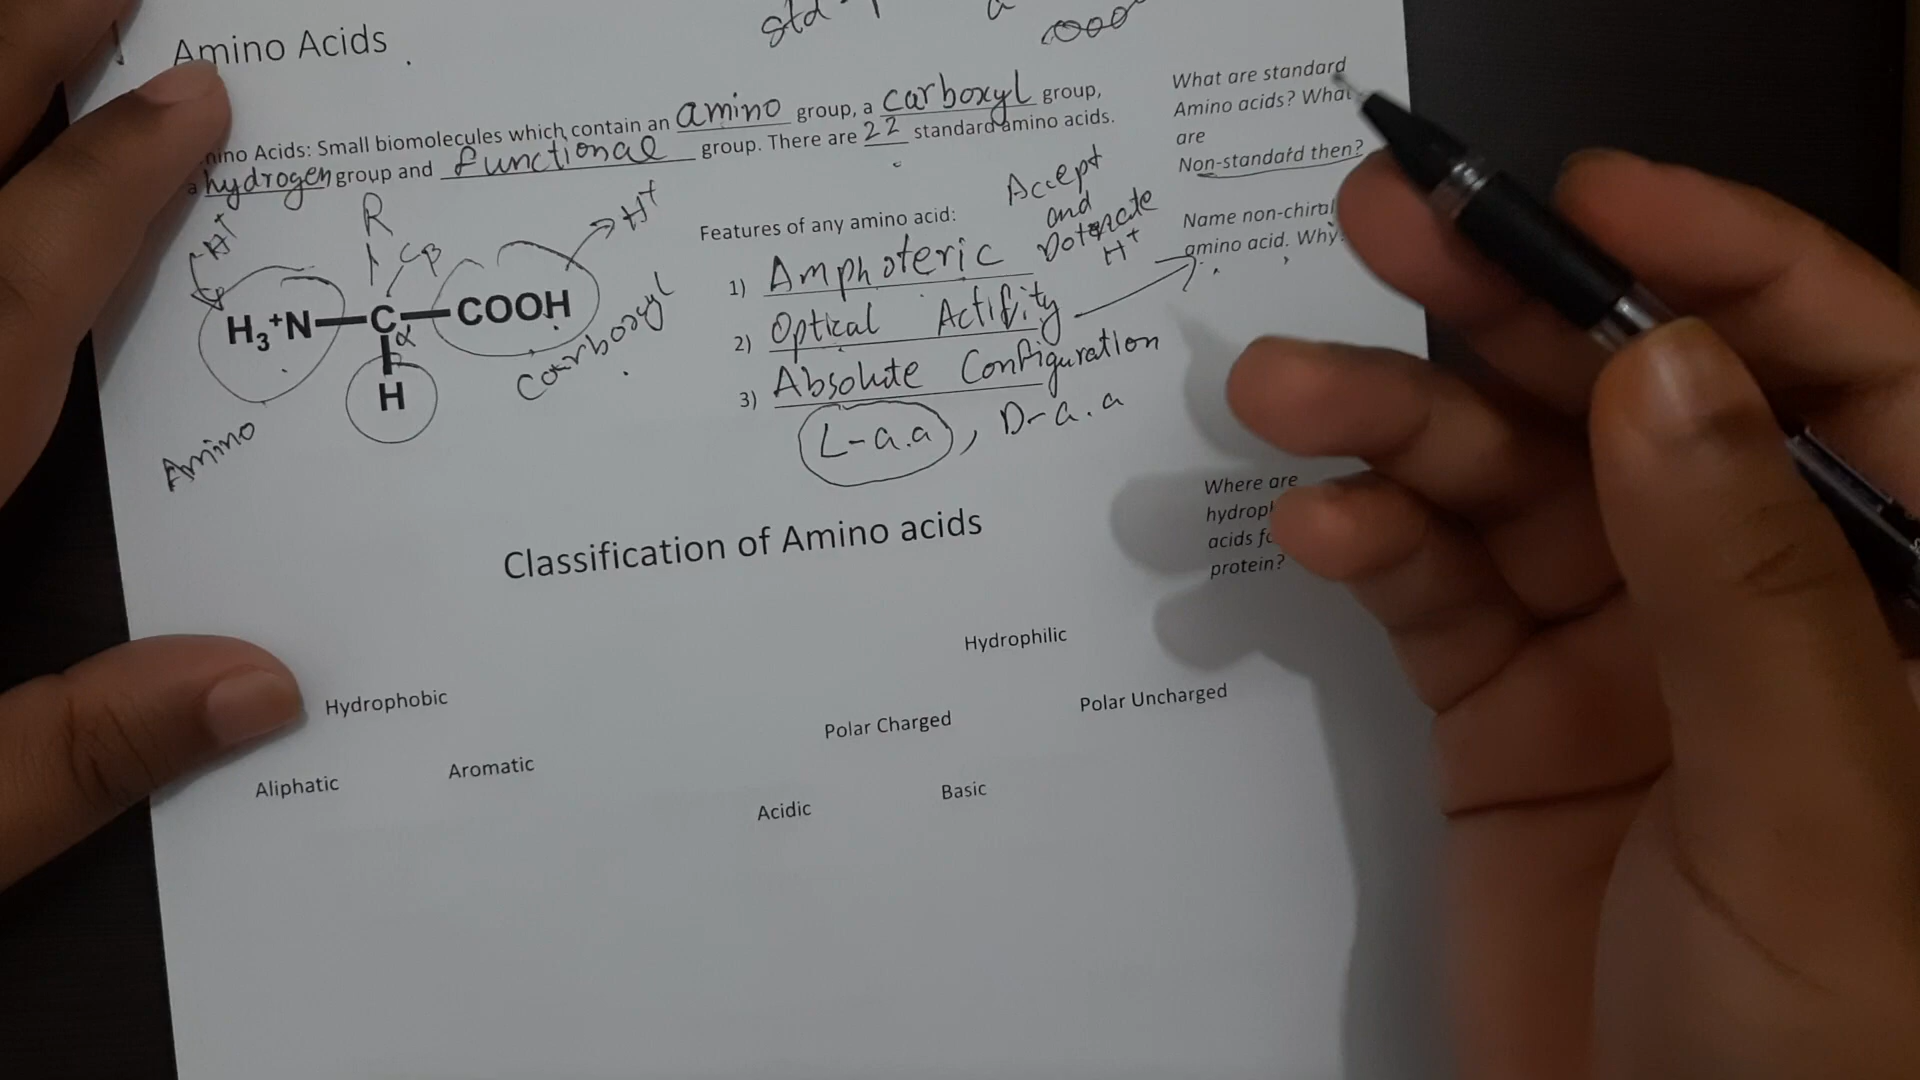 std
Amino Acids
Amino Acids: Small biomolecules which contain an amino group, a carboxyl group,
a hydrogen group and functional group. There are 22 standard amino acids.
What are standard
Amino acids? What
are
Non-standard then?
Name non-chiral
amino acid. Why?
Features of any amino acid:
Accept
and
H+
1) Amphoteric
2) Optical Actifity
3) Absolute Configuration
L-a.a, D-a.a
H+
R
Cβ
H+
H3+N-C-COOH
α
H
Amino
Carboxyl
Classification of Amino acids
Where are
protein?
Hydrophobic
Hydrophilic
Aliphatic
Aromatic
Polar Charged
Polar Uncharged
Acidic
Basic